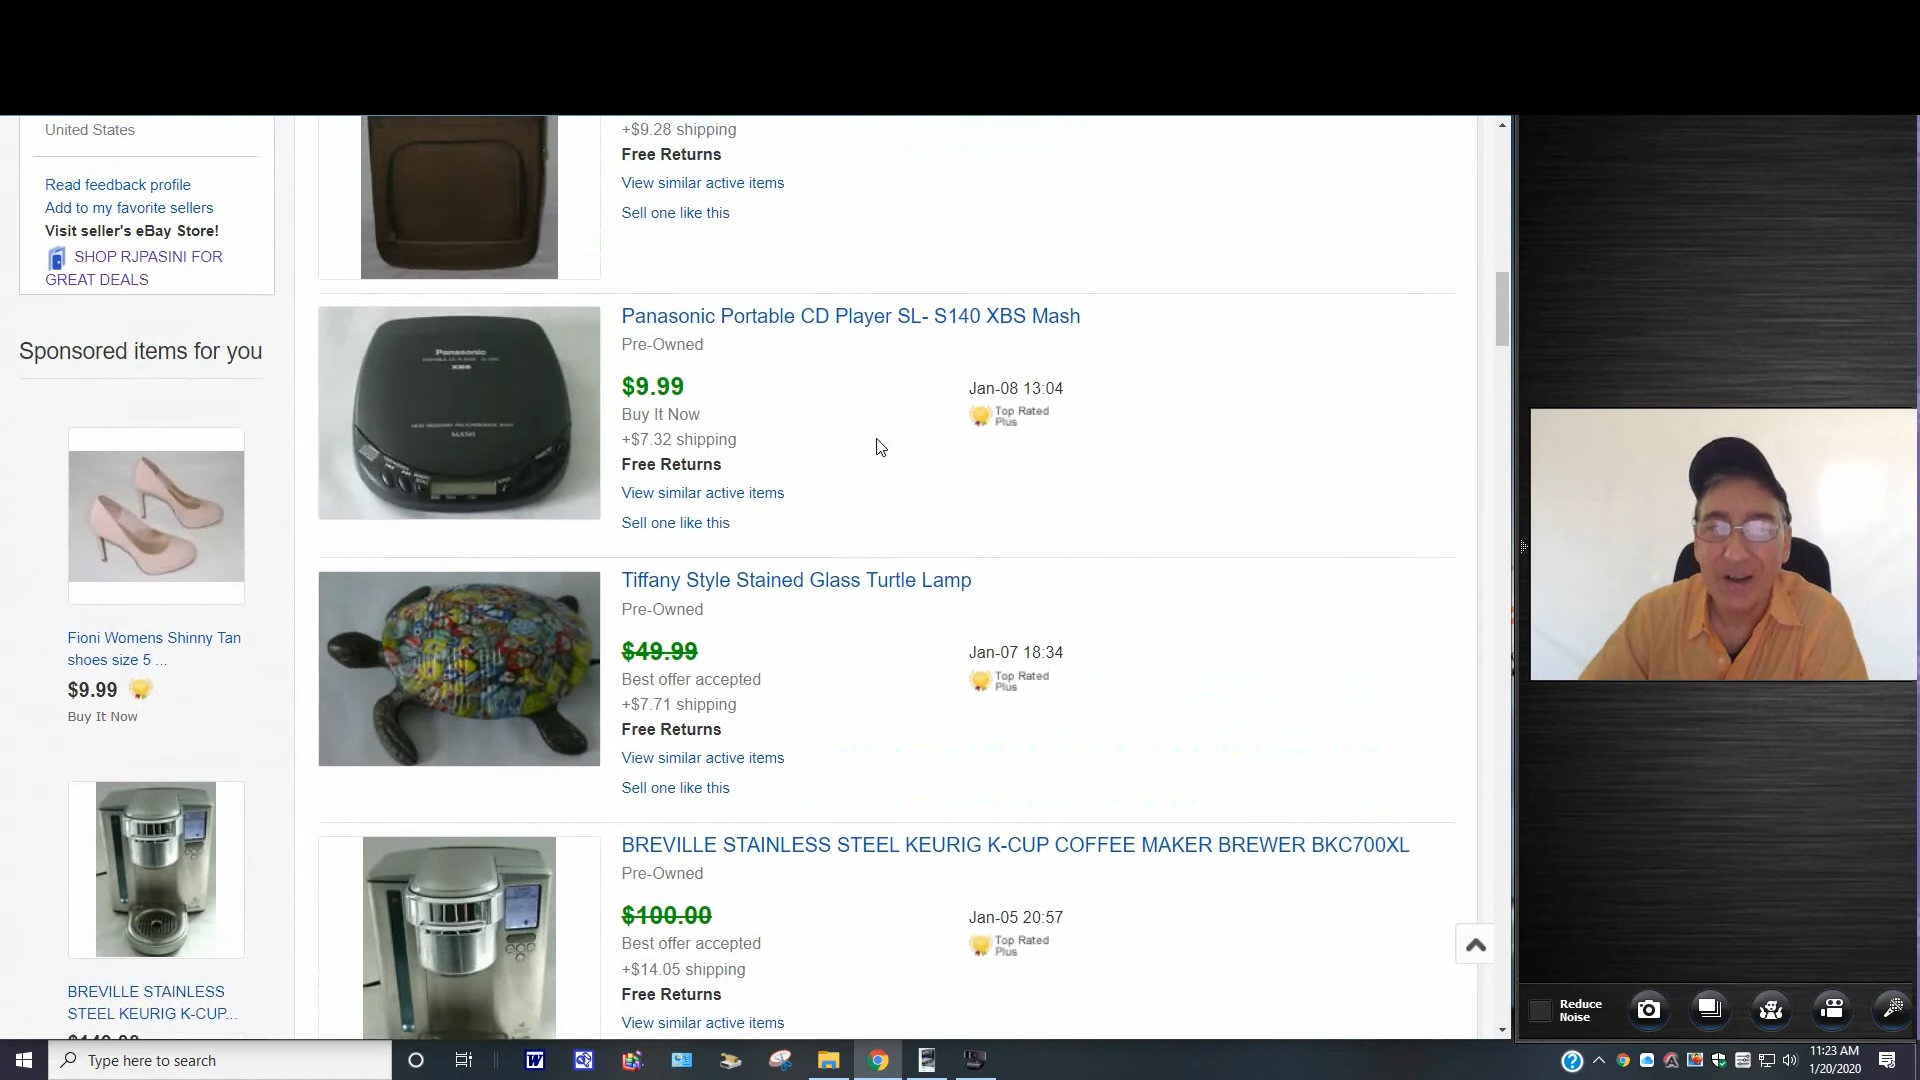 United States
Read feedback profile
Add to my favorite sellers
Visit seller's eBay Store!
SHOP RJPASINI FOR
GREAT DEALS
Sponsored items for you
Fioni Womens Shinny Tan
shoes size 5 ...
$9.99
Buy It Now
BREVILLE STAINLESS
STEEL KEURIG K-CUP...
+$9.28 shipping
Free Returns
View similar active items
Sell one like this
Panasonic
XBS
MASH
Panasonic Portable CD Player SL- S140 XBS Mash
Pre-Owned
$9.99
Jan-08 13:04
Buy It Now
Top Rated
Plus
+$7.32 shipping
Free Returns
View similar active items
Sell one like this
Tiffany Style Stained Glass Turtle Lamp
Pre-Owned
$49.99
Jan-07 18:34
Best offer accepted
Top Rated
Plus
+$7.71 shipping
Free Returns
View similar active items
Sell one like this
BREVILLE STAINLESS STEEL KEURIG K-CUP COFFEE MAKER BREWER BKC700XL
Pre-Owned
$100.00
Jan-05 20:57
Best offer accepted
Top Rated
Plus
+$14.05 shipping
Free Returns
View similar active items
Reduce
Noise
Type here to search
11:23 AM
1/20/2020